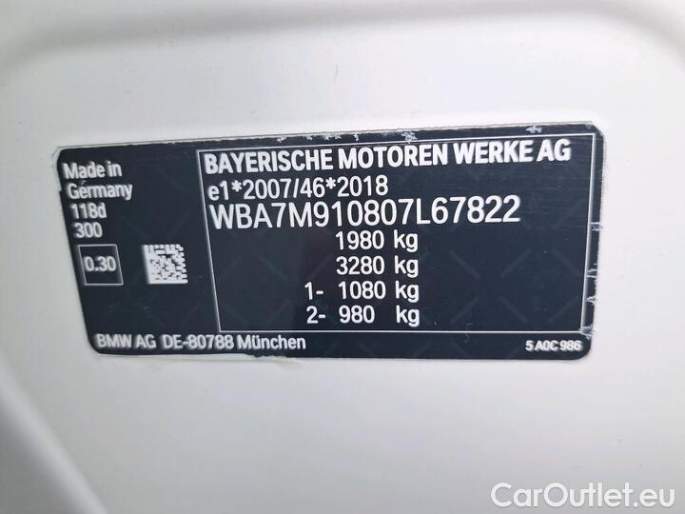 Made in
Germany
118d
300
0.30
BAYERISCHE MOTOREN WERKE AG
e1*2007/46*2018
WBA7M910807L67822
1980 kg
3280 kg
1- 1080 kg
2- 980 kg
BMW AG DE-80788 München
5 A0C 986
CarOutlet.eu